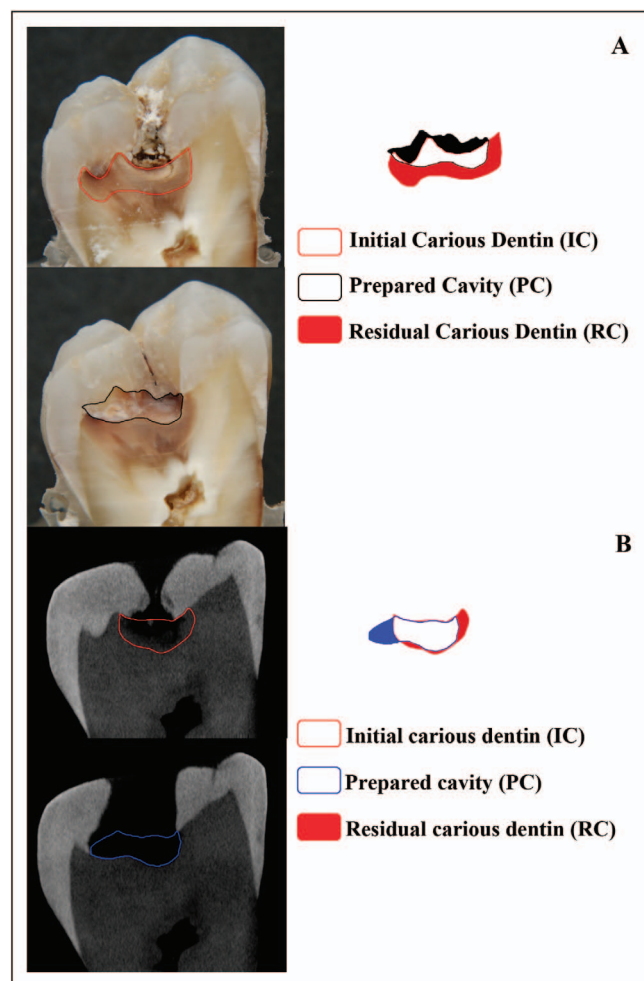 A
Initial Carious Dentin (IC)
Prepared Cavity (PC)
Residual Carious Dentin (RC)
B
Initial carious dentin (IC)
Prepared cavity (PC)
Residual carious dentin (RC)